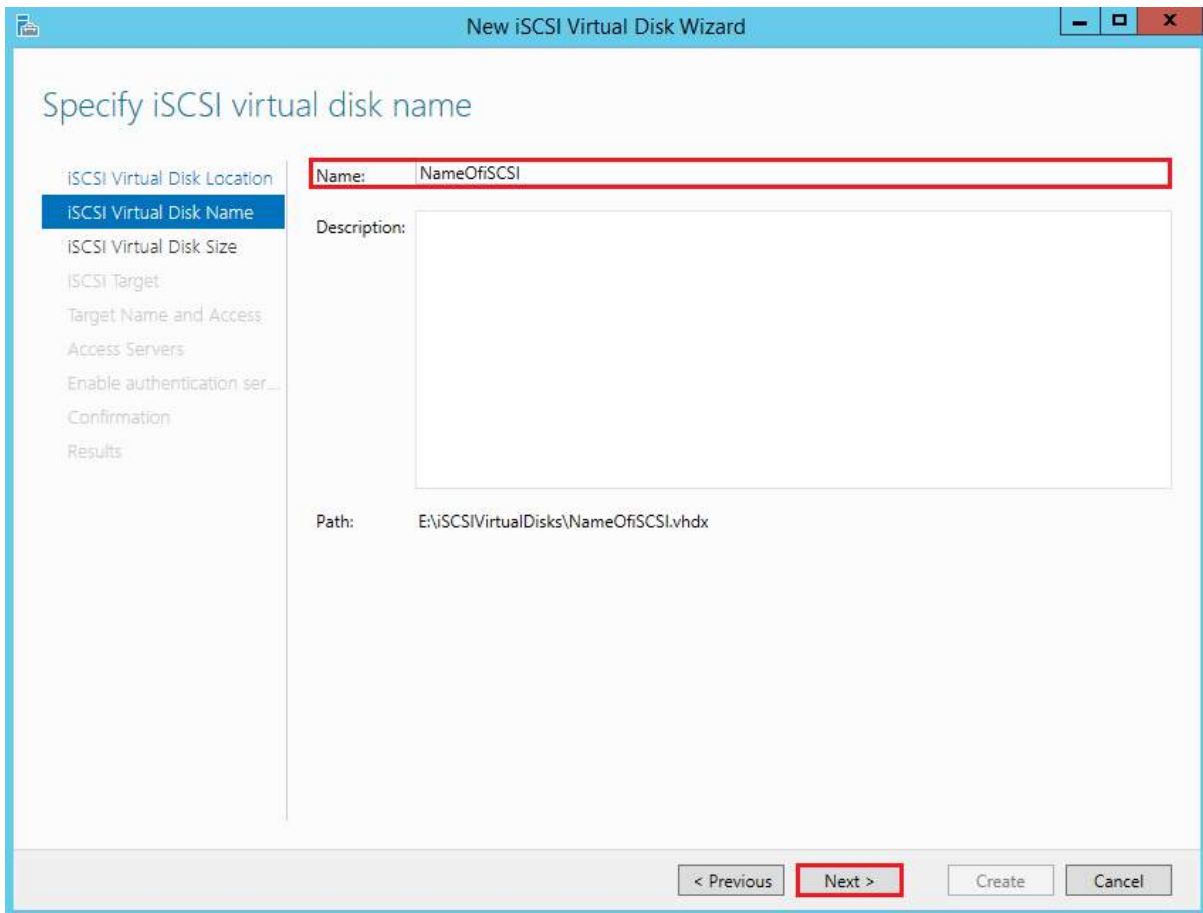 New iSCSI Virtual Disk Wizard
Specify iSCSI virtual disk name
iSCSI Virtual Disk Location
iSCSI Virtual Disk Name
iSCSI Virtual Disk Size
iSCSI Target
Target Name and Access
Access Servers
Enable authentication ser...
Confirmation
Results
Name: NameOfiSCSI
Description:
Path: E:\iSCSIVirtualDisks\NameOfiSCSI.vhdx
< Previous Next > Create Cancel